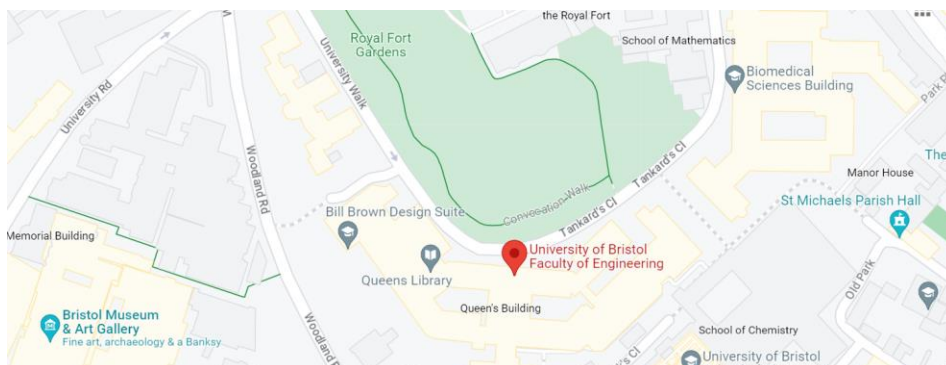 the Royal Fort
Royal Fort
Gardens
School of Mathematics
University Walk
University Rd
Biomedical
Sciences Building
Park R
The
Woodland Rd
Tankard's Cl
Manor House
Convocation Walk
St Michaels Parish Hall
Bill Brown Design Suite
Tankard's Cl
Memorial Building
University of Bristol
Faculty of Engineering
Queens Library
Old Park
Queen's Building
Bristol Museum
& Art Gallery
Fine art, archaeology & a Banksy
Woodland R
School of Chemistry
's Cl
University of Bristol